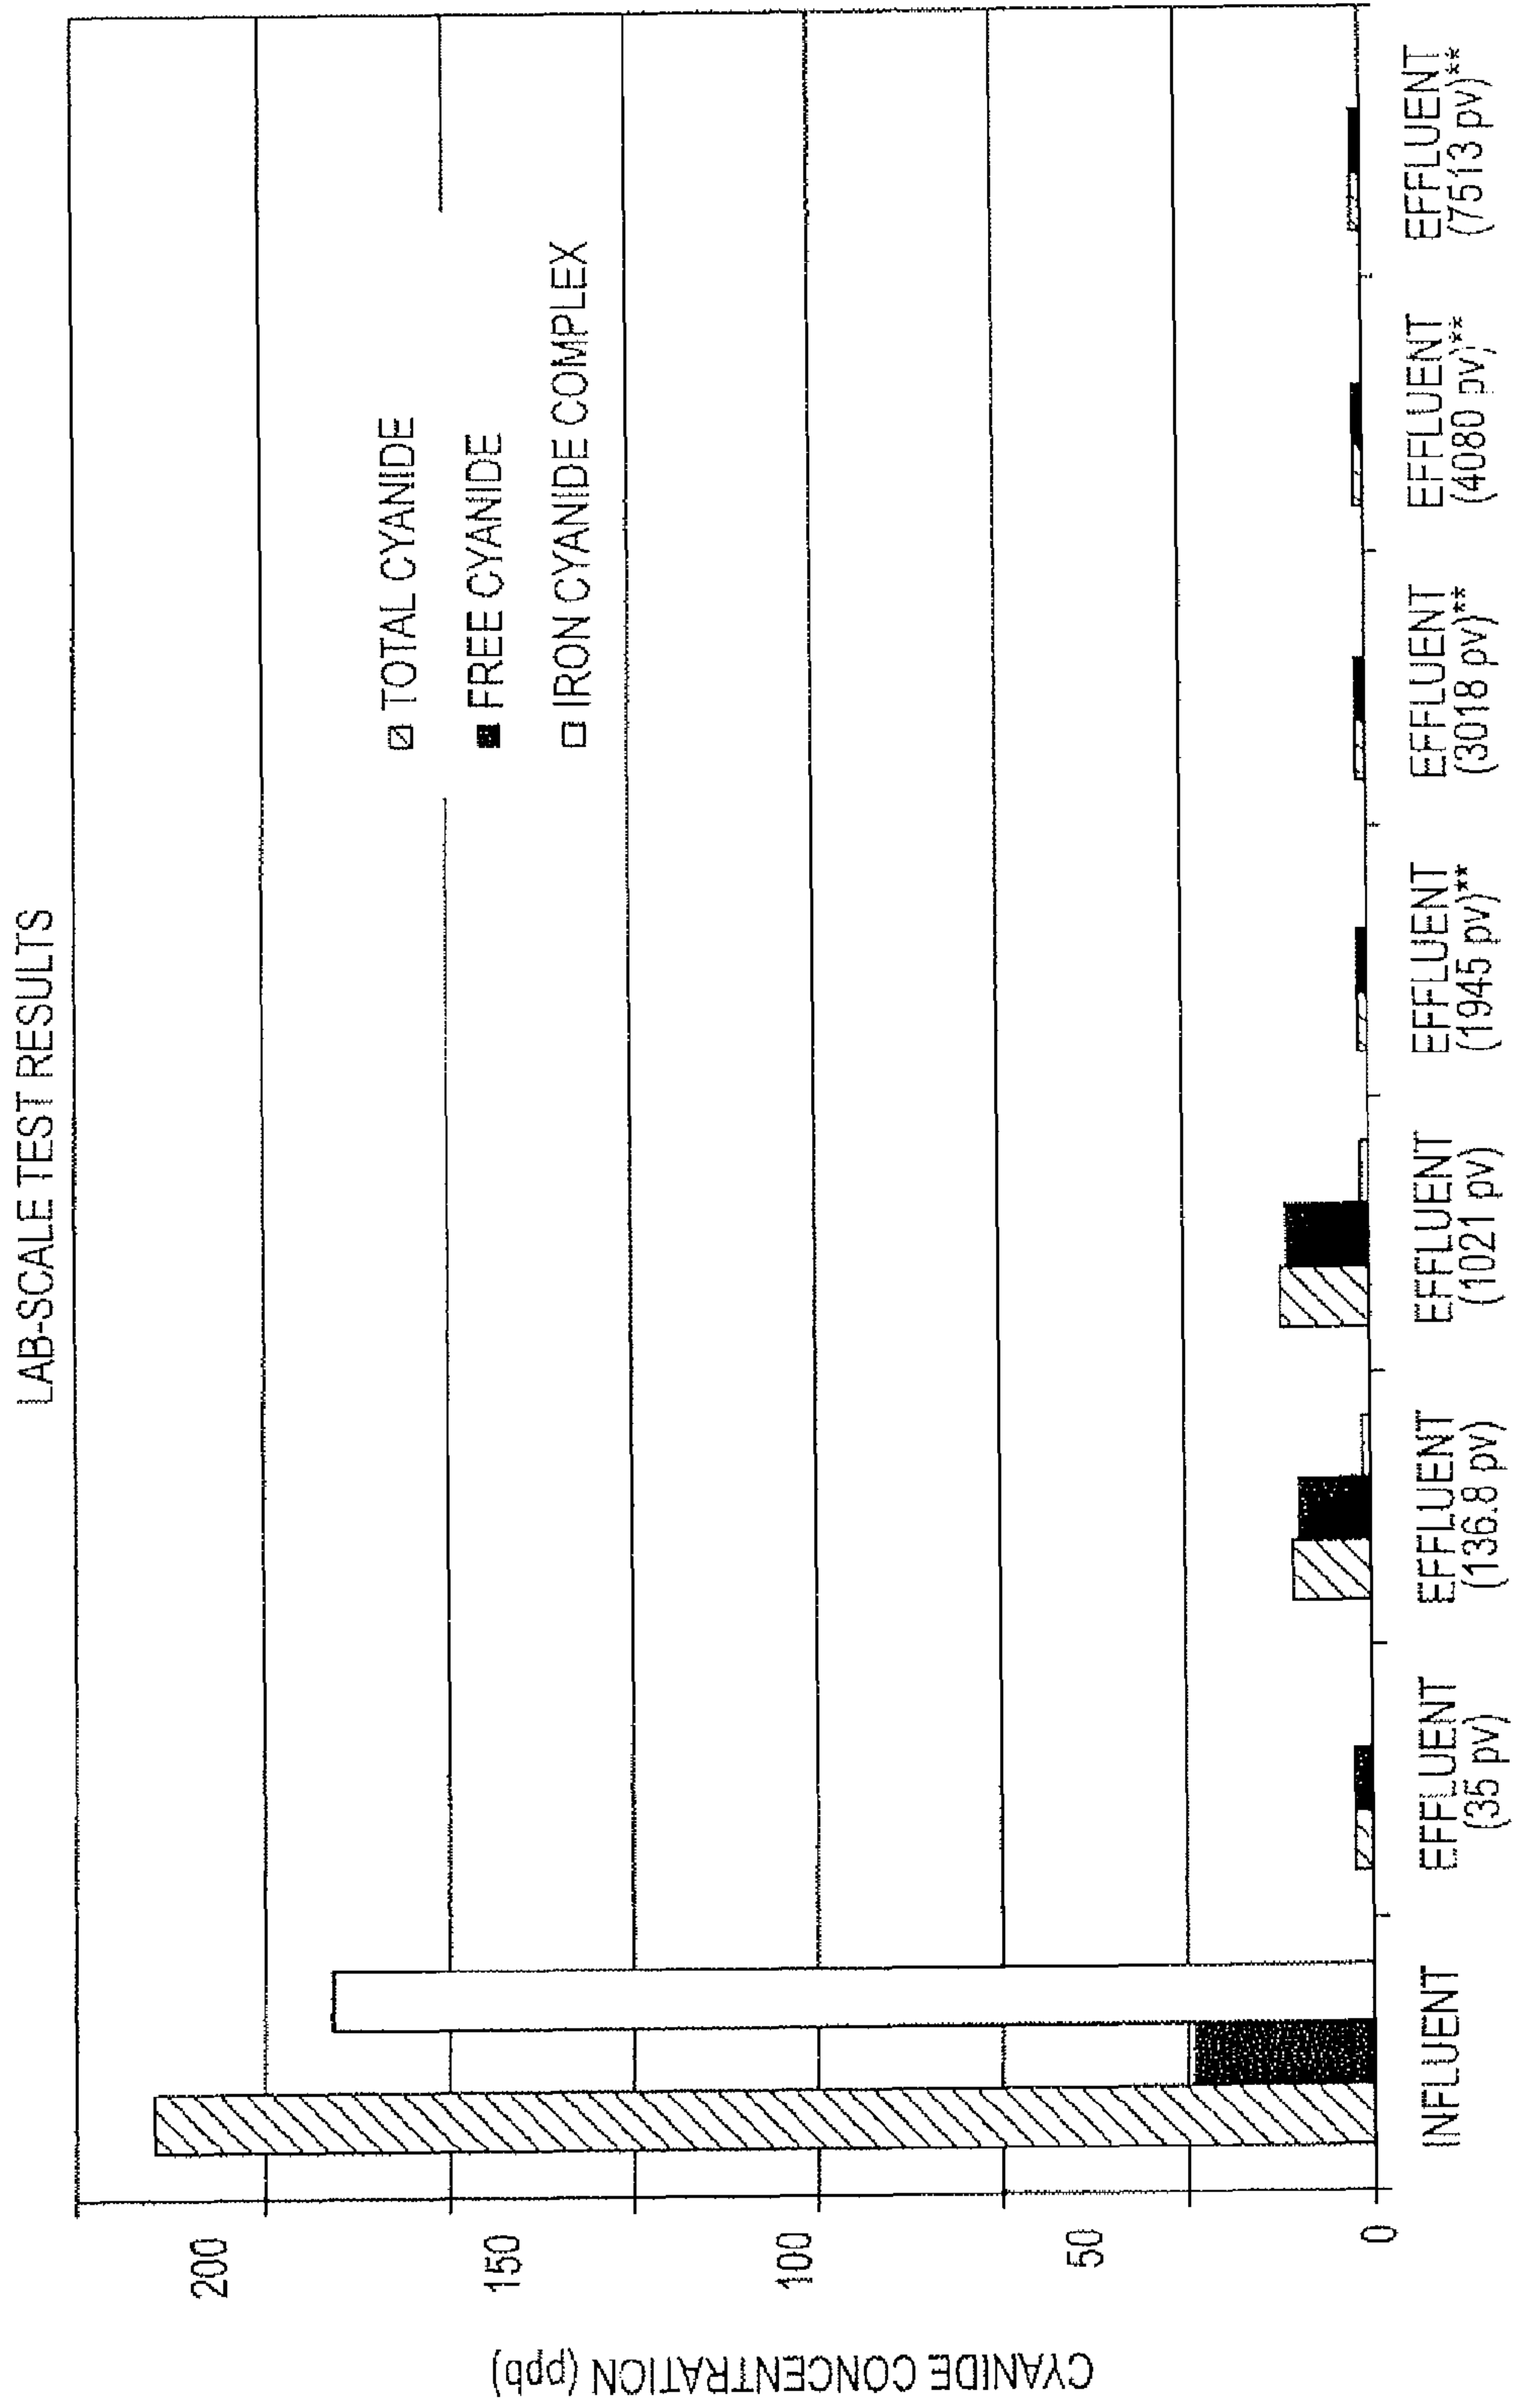 LAB-SCALE TEST RESULTS
CYANIDE CONCENTRATION (ppb)
200
150
100
50
0
TOTAL CYANIDE
FREE CYANIDE
IRON CYANIDE COMPLEX
INFLUENT
EFFLUENT
(35 pv)
EFFLUENT
(136.8 pv)
EFFLUENT
(1021 pv)
EFFLUENT
(1945 pv)**
EFFLUENT
(3018 pv)**
EFFLUENT
(4080 pv)**
EFFLUENT
(7513 pv)**